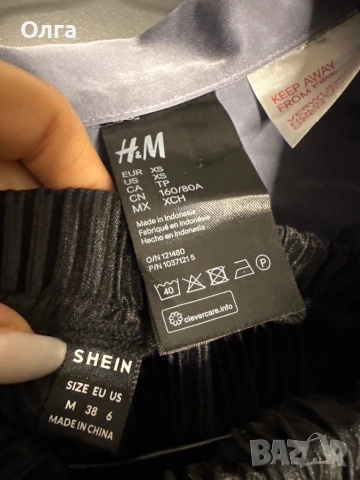 Олга
KEEP AWAY
FROM
H&M
EUR XS
US XS
CA TP
CN 160/80A
MX XCH
Made in Indonesia
Fabriqué en Indonésie
Hecho en Indonesia
O/N 121480
P/N 1037121 5
40
P
clevercare.info
SHEIN
SIZE EU US
M 38 6
MADE IN CHINA
BAZAR